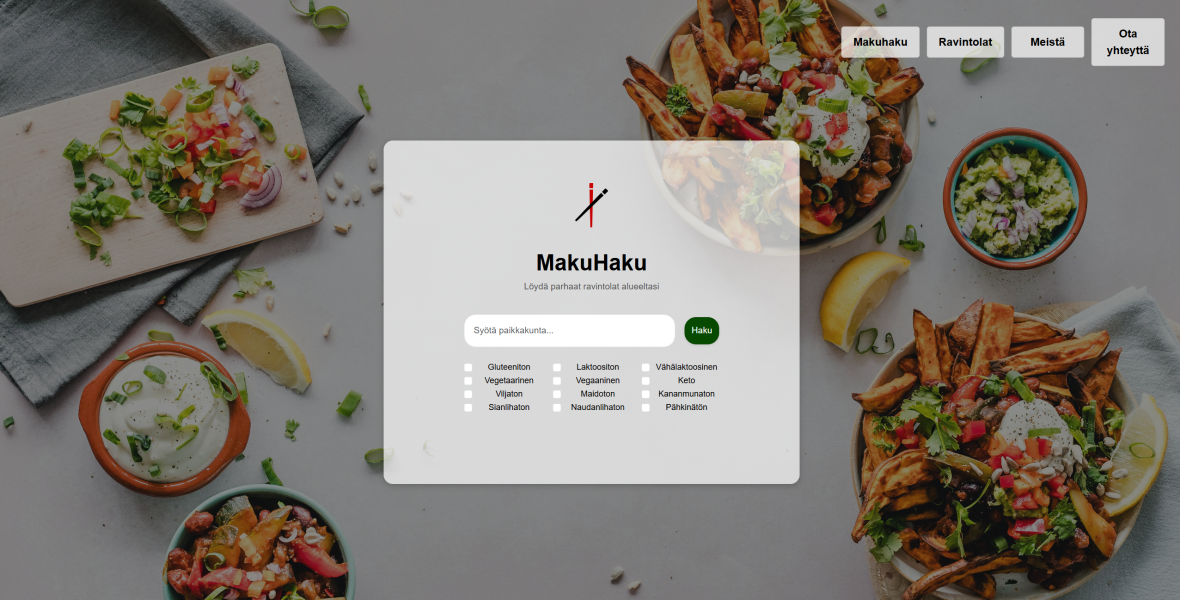 Makuhaku
Ravintolat
Meistä
Ota
yhteyttä
MakuHaku
Löydä parhaat ravintolat alueeltasi
Syötä paikkakunta...
Haku
Gluteeniton
Laktoositon
Vähälaktoosinen
Vegetaarinen
Vegaaninen
Keto
Viljaton
Maidoton
Kananmunaton
Sianlihaton
Naudanlihaton
Pähkinätön